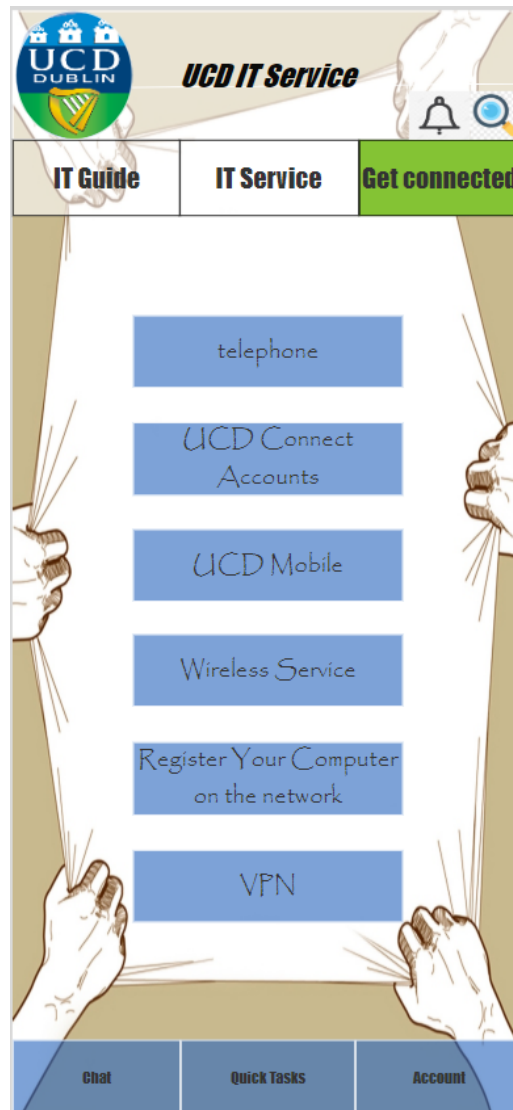 UCD
DUBLIN
UCD IT Service
IT Guide
IT Service
Get connected
telephone
UCD Connect
Accounts
UCD Mobile
Wireless Service
Register Your Computer
on the network
VPN
Chat
Quick Tasks
Account